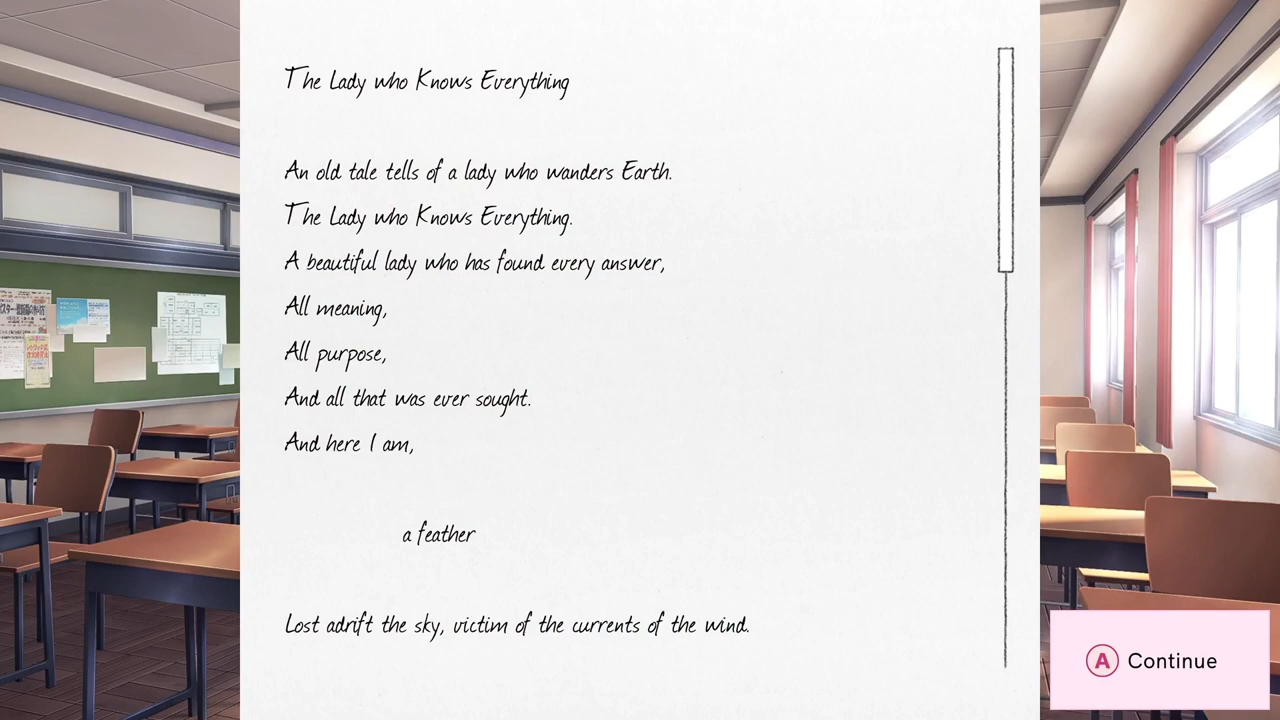 The Lady who Knows Everything
An old tale tells of a lady who wanders Earth.
The Lady who Knows Everything.
A beautiful lady who has found every answer,
All meaning,
All purpose,
And all that was ever sought.
And here I am,
a feather
Lost adrift the sky, victim of the currents of the wind.
A Continue